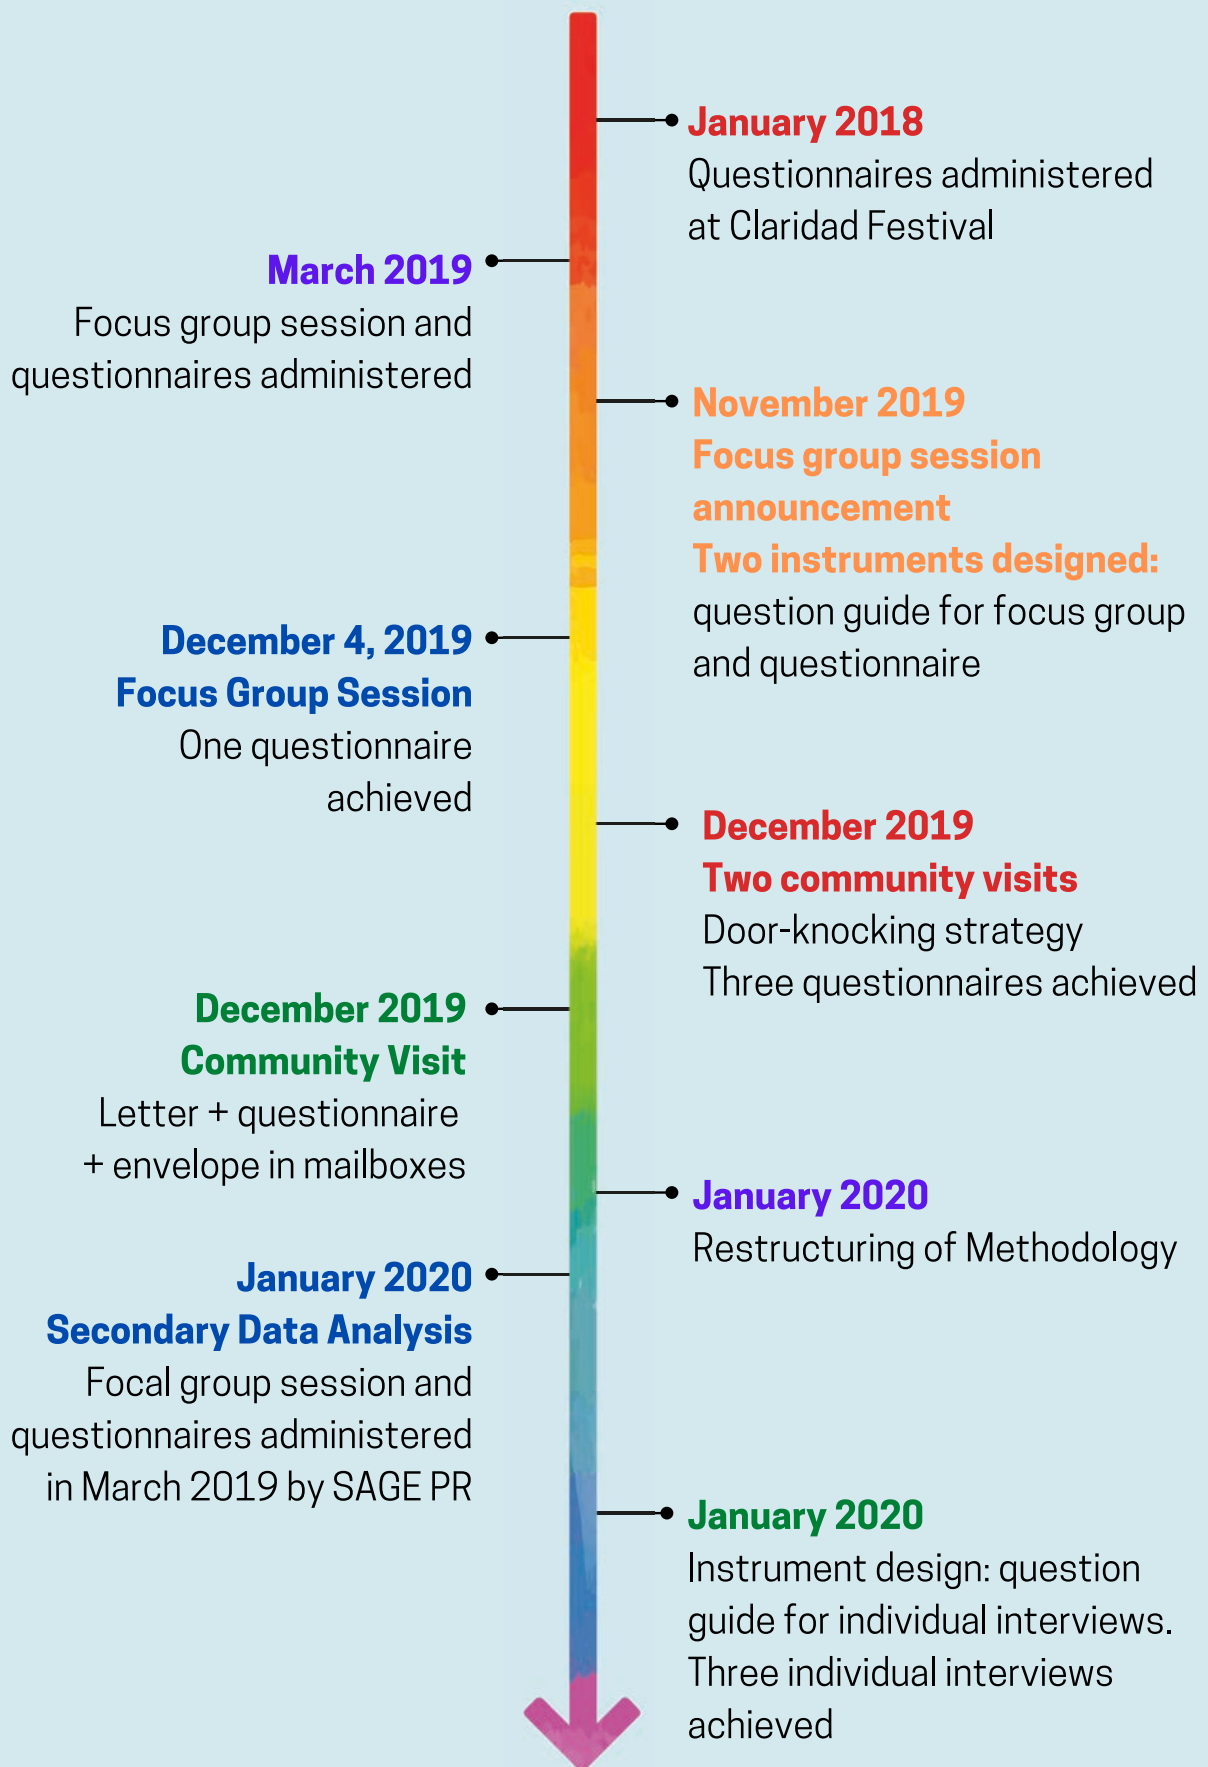 January 2018
Questionnaires administered
at Claridad Festival
March 2019
Focus group session and
questionnaires administered
November 2019
Focus group session
announcement
Two instruments designed:
question guide for focus group
and questionnaire
December 4, 2019
Focus Group Session
One questionnaire
achieved
December 2019
Two community visits
Door-knocking strategy
Three questionnaires achieved
December 2019
Community Visit
Letter + questionnaire
+ envelope in mailboxes
January 2020
Restructuring of Methodology
January 2020
Secondary Data Analysis
Focal group session and
questionnaires administered
in March 2019 by SAGE PR
January 2020
Instrument design: question
guide for individual interviews.
Three individual interviews
achieved